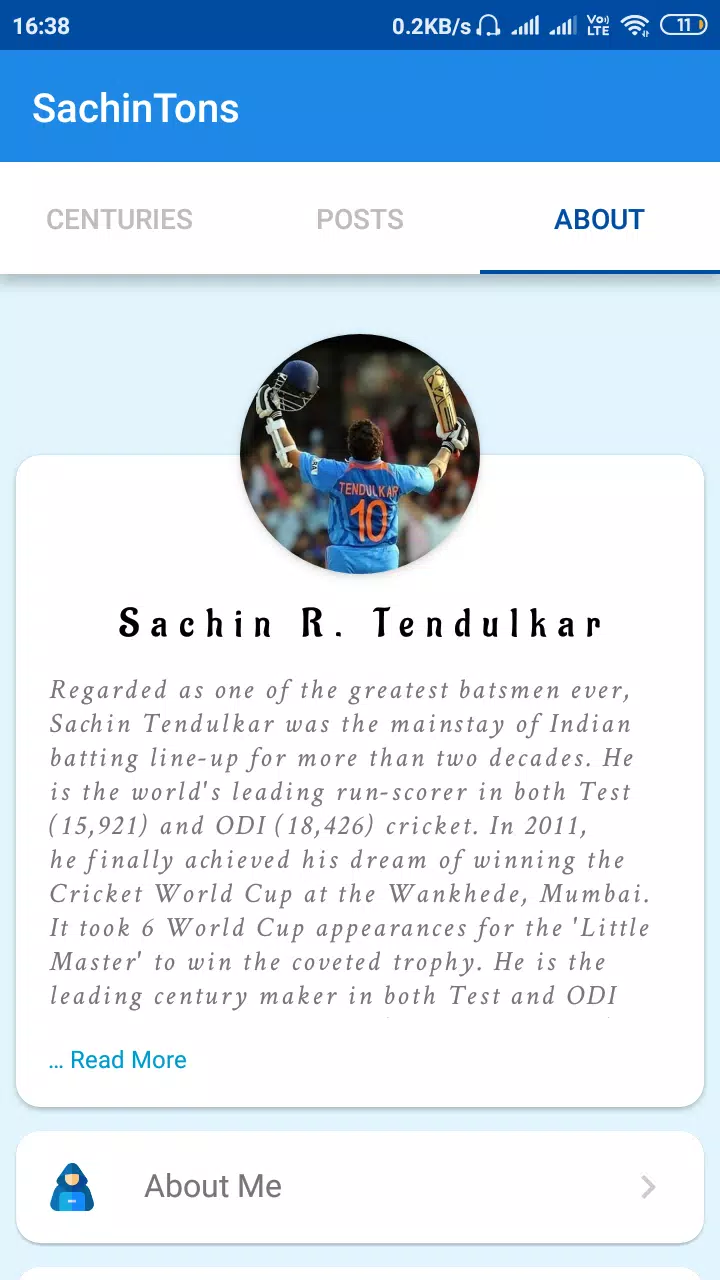 16:38 0.2KB/s Vo) LTE 11
SachinTons
CENTURIES POSTS ABOUT
TENDULKAR
10
Sachin R. Tendulkar
Regarded as one of the greatest batsmen ever,
Sachin Tendulkar was the mainstay of Indian
batting line-up for more than two decades. He
is the world's leading run-scorer in both Test
(15,921) and ODI (18,426) cricket. In 2011,
he finally achieved his dream of winning the
Cricket World Cup at the Wankhede, Mumbai.
It took 6 World Cup appearances for the 'Little
Master' to win the coveted trophy. He is the
leading century maker in both Test and ODI
... Read More
About Me